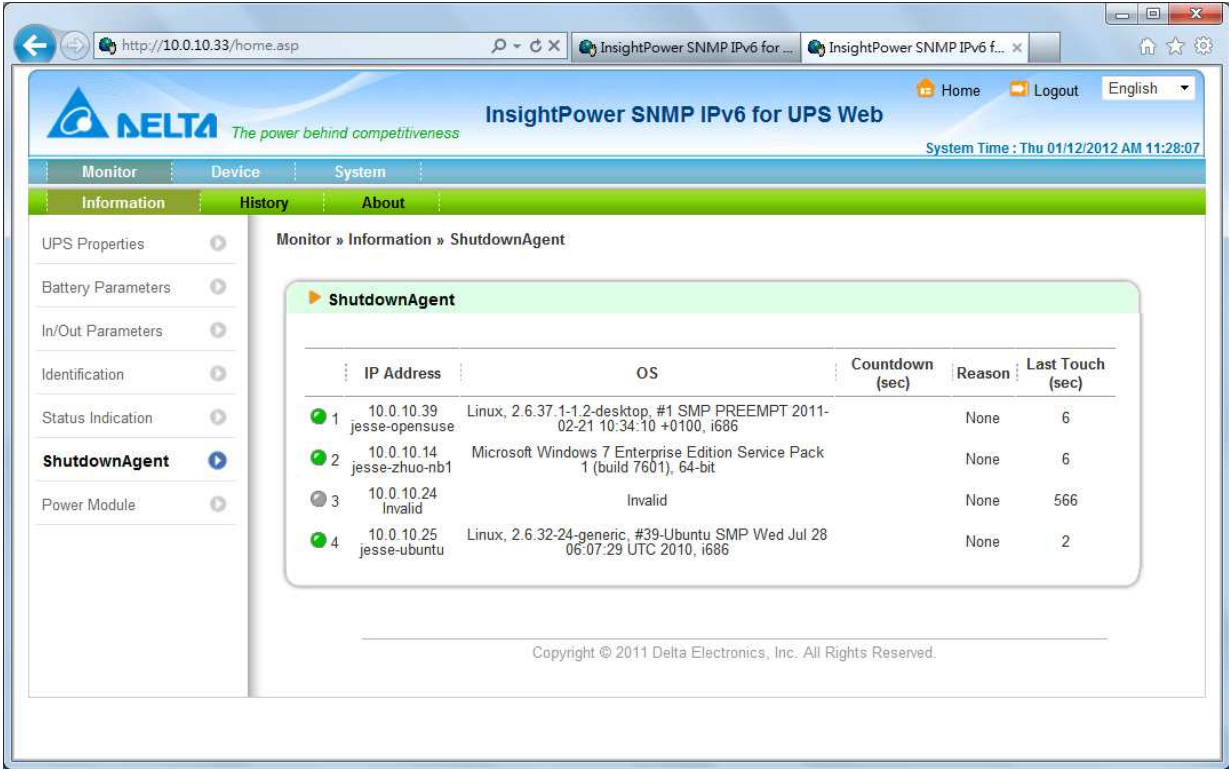 http://10.0.10.33/home.asp
InsightPower SNMP IPv6 for ...
InsightPower SNMP IPv6 f...
DELTA The power behind competitiveness
InsightPower SNMP IPv6 for UPS Web
Home
Logout
English
System Time : Thu 01/12/2012 AM 11:28:07
Monitor Device System
Information History About
UPS Properties
Battery Parameters
In/Out Parameters
Identification
Status Indication
ShutdownAgent
Power Module
Monitor » Information » ShutdownAgent
ShutdownAgent
IP Address OS Countdown (sec) Reason Last Touch (sec)
1 10.0.10.39 jesse-opensuse Linux, 2.6.37.1-1.2-desktop, #1 SMP PREEMPT 2011-02-21 10:34:10 +0100, i686 None 6
2 10.0.10.14 jesse-zhuo-nb1 Microsoft Windows 7 Enterprise Edition Service Pack 1 (build 7601), 64-bit None 6
3 10.0.10.24 Invalid Invalid None 566
4 10.0.10.25 jesse-ubuntu Linux, 2.6.32-24-generic, #39-Ubuntu SMP Wed Jul 28 06:07:29 UTC 2010, i686 None 2
Copyright © 2011 Delta Electronics, Inc. All Rights Reserved.